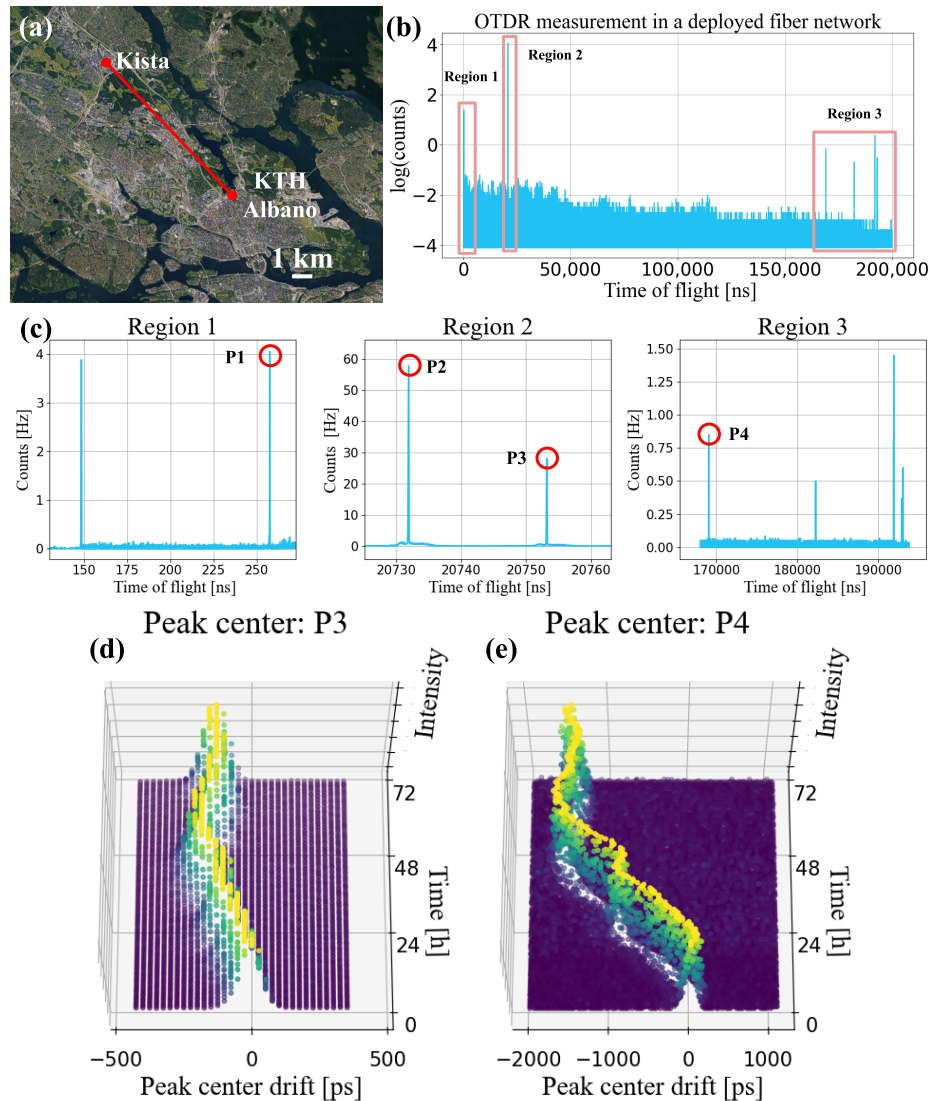 (a)
Kista
KTH
Albano
1 km
(b)
OTDR measurement in a deployed fiber network
Region 1
Region 2
Region 3
log(counts)
4
2
0
−2
−4
0
50,000
100,000
150,000
200,000
Time of flight [ns]
(c)
Region 1
P1
Counts [Hz]
4
3
2
1
0
150
175
200
225
250
Time of flight [ns]
Region 2
P2
P3
Counts [Hz]
60
50
40
30
20
10
0
20730
20740
20750
20760
Time of flight [ns]
Region 3
P4
Counts [Hz]
1.50
1.25
1.00
0.75
0.50
0.25
0.00
170000
180000
190000
Time of flight [ns]
Peak center: P3
(d)
Intensity
72
48
24
0
Time [h]
−500
0
500
Peak center drift [ps]
Peak center: P4
(e)
Intensity
72
48
24
0
Time [h]
−2000
−1000
0
1000
Peak center drift [ps]